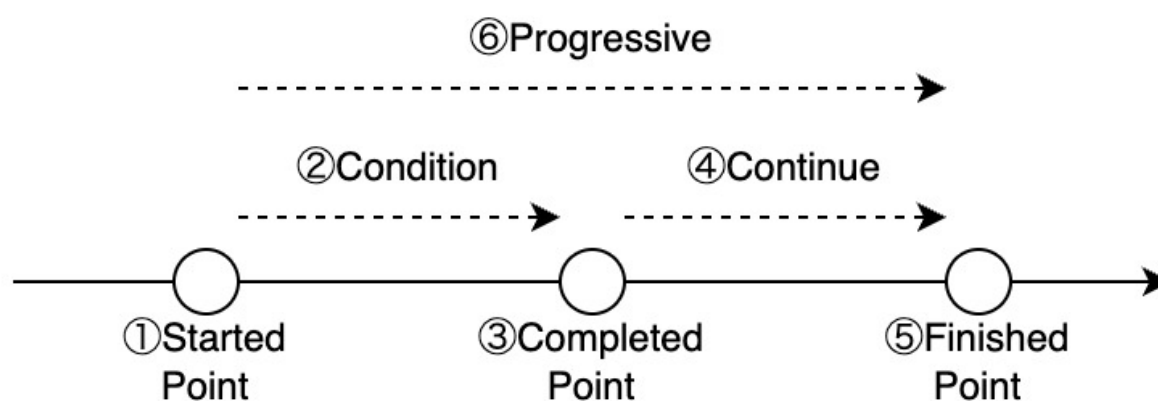 ⑥Progressive
②Condition
④Continue
①Started
Point
③Completed
Point
⑤Finished
Point